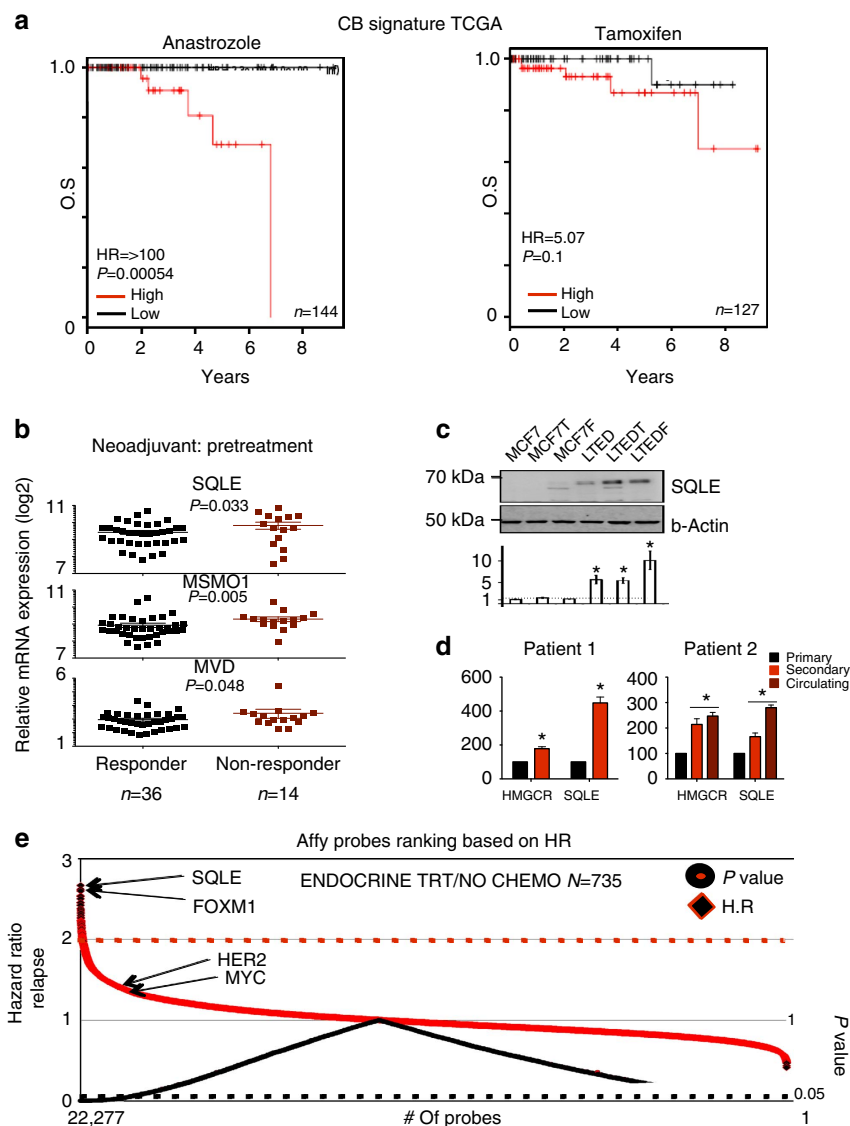 a
CB signature TCGA
Anastrozole
1.0
O.S
HR=>100
P=0.00054
High
Low
n=144
0
0 2 4 6 8
Years
Tamoxifen
1.0
O.S
HR=5.07
P=0.1
High
Low
n=127
0
0 2 4 6 8
Years
b
Neoadjuvant: pretreatment
Relative mRNA expression (log2)
SQLE
P=0.033
11
7
MSMO1
P=0.005
11
7
MVD
P=0.048
6
1
Responder Non-responder
n=36 n=14
c
MCF7 MCF7T MCF7F LTED LTEDT LTEDF
70 kDa
SQLE
50 kDa
b-Actin
10
5
1
* * *
d
Patient 1
600
400
200
0
* *
HMGCR SQLE
Patient 2
Primary
Secondary
Circulating
400
300
200
100
0
* *
HMGCR SQLE
e
Affy probes ranking based on HR
Hazard ratio
relapse
3
2
1
0
SQLE
FOXM1
HER2
MYC
ENDOCRINE TRT/NO CHEMO N=735
P value
H.R
1
0.05
P value
22,277 # Of probes 1